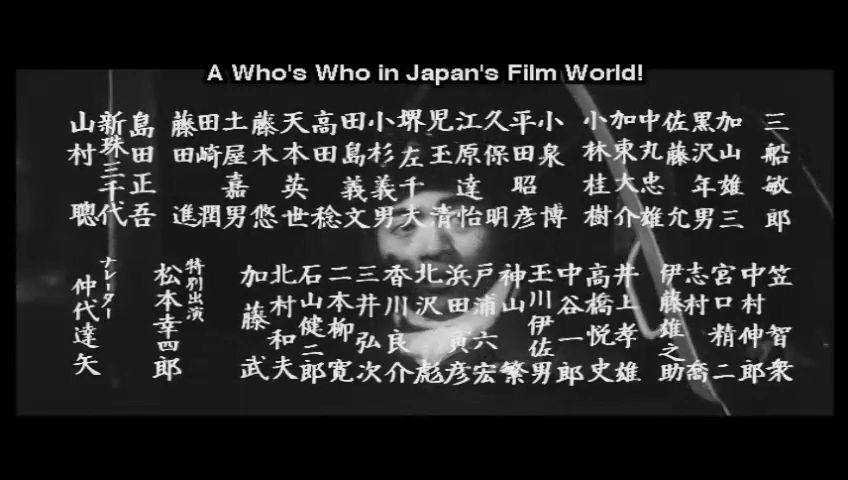 A Who's Who in Japan's Film World!
三船敏郎
加山雄三
黒沢年男
佐藤允
中丸忠雄
加東大介
小林桂樹
小泉博
平田昭彦
久保明
江原達怡
児玉清
堺左千夫
小杉義男
田島義文
高田稔
天本英世
藤木悠
土屋嘉男
田崎潤
藤田進
島田正吾
新珠三千代
山村聰
笠智衆
中村伸郎
宮口精二
志村喬
伊藤雄之助
井上孝雄
高橋悦史
中谷一郎
玉川伊佐男
神山繁
戸浦六宏
浜田寅彦
北沢彪
香川良介
三井弘次
二本柳寛
石山健二郎
北村和夫
加藤武
特別出演
松本幸四郎
ナレーター
仲代達矢